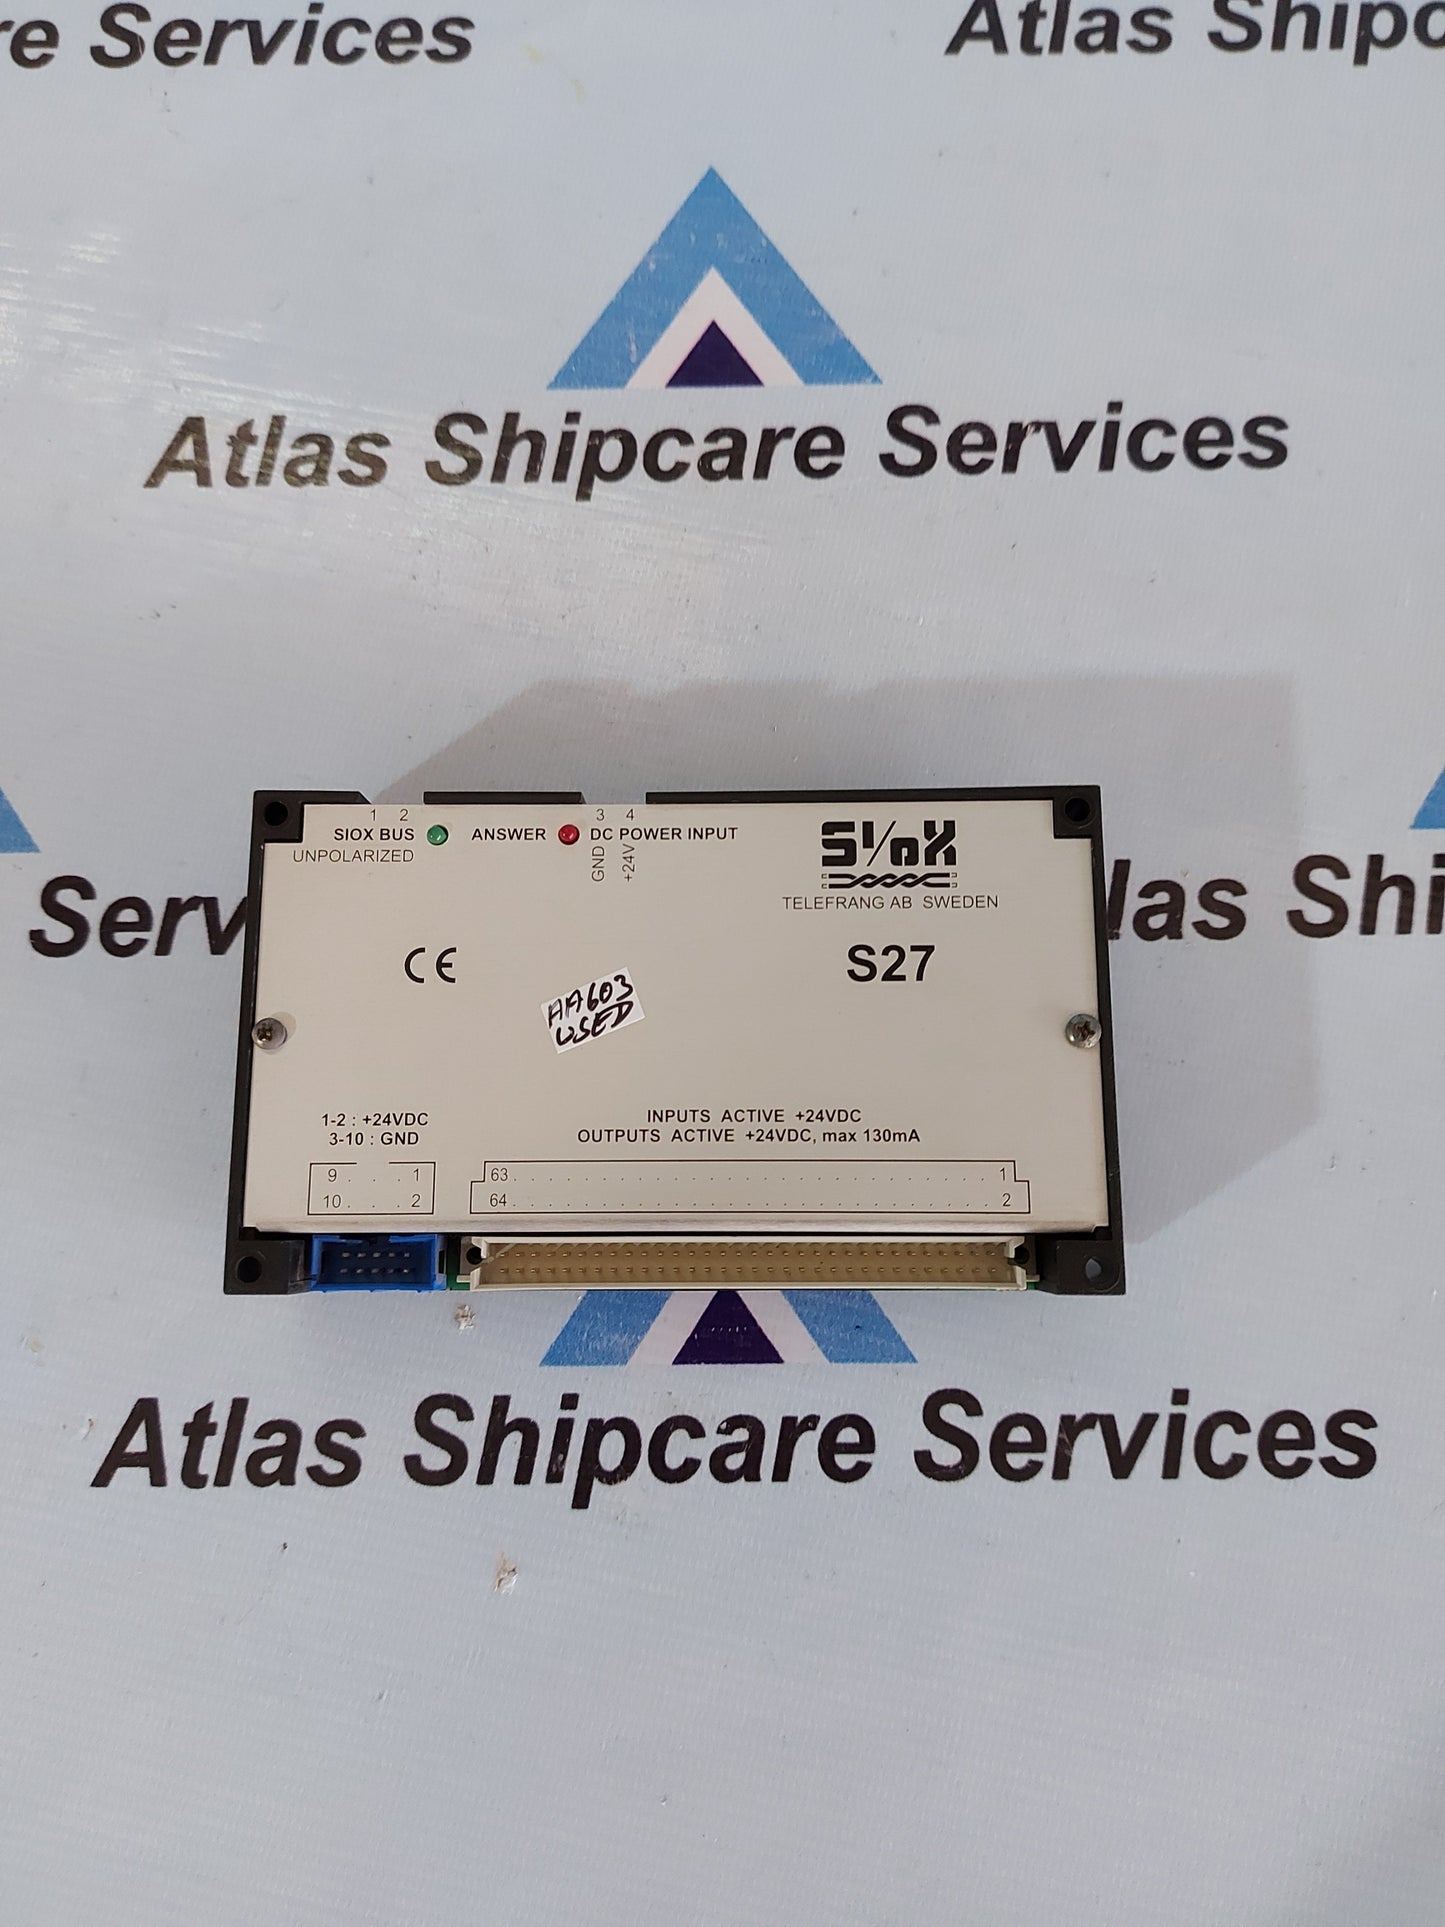 re Services
Atlas Shipc
Atlas Shipcare Services
1 2
SIOX BUS
UNPOLARIZED
ANSWER
3 4
DC POWER INPUT
GND
+24V
SIOX
TELEFRANG AB SWEDEN
CE
S27
AA603
USED
Serv
las Shi
1-2 : +24VDC
3-10 : GND
9 . . . 1
10 . . . 2
INPUTS ACTIVE +24VDC
OUTPUTS ACTIVE +24VDC, max 130mA
63 . . . . . . . . . . . . . . . . . . . . . . . . . . . . . . 1
64 . . . . . . . . . . . . . . . . . . . . . . . . . . . . . . 2
Atlas Shipcare Services